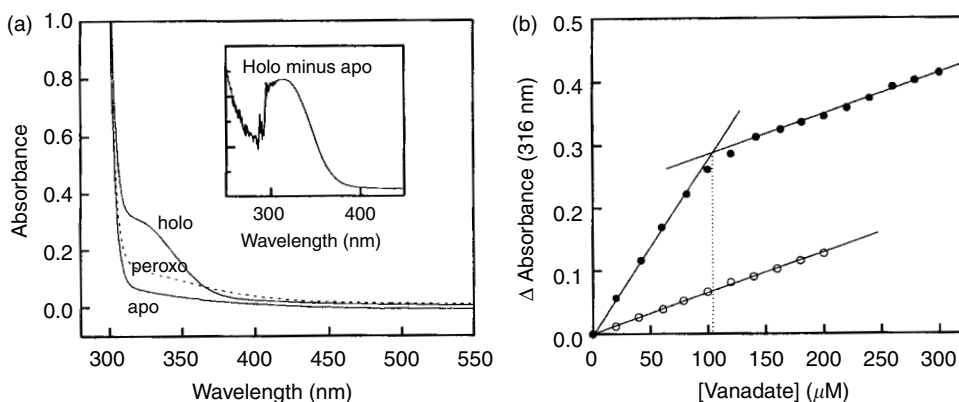 (a)
1.0
0.8
0.6
0.4
0.2
0.0
Absorbance
holo
peroxo
apo
Holo minus apo
300 400
Wavelength (nm)
300 350 400 450 500 550
Wavelength (nm)
(b)
0.5
0.4
0.3
0.2
0.1
0.0
Δ Absorbance (316 nm)
0 50 100 150 200 250 300
[Vanadate] (μM)